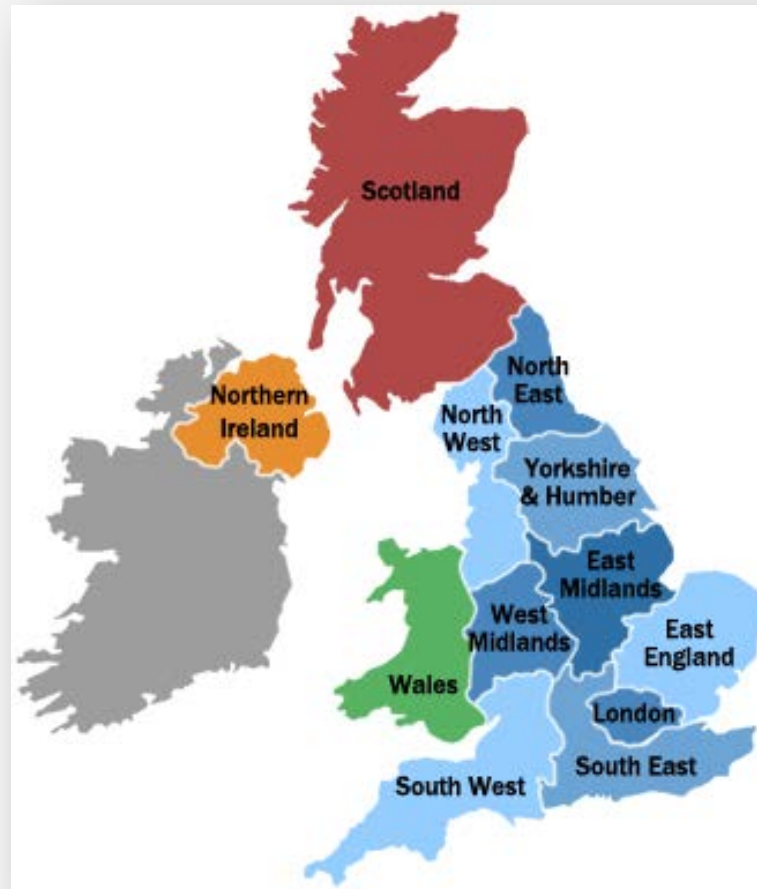 Scotland
North
East
Northern
Ireland
North
West
Yorkshire
& Humber
East
Midlands
West
Midlands
East
England
Wales
London
South East
South West